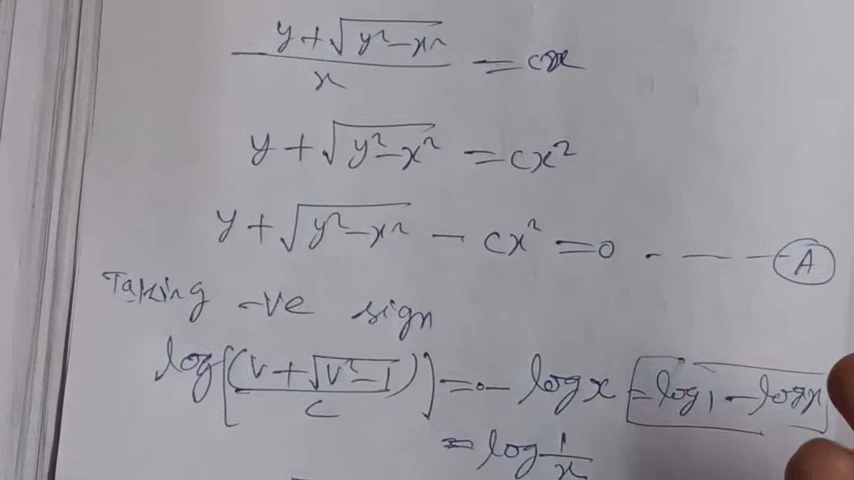 y + √(y² - x²) / x = cx
y + √(y² - x²) = cx²
y + √(y² - x²) - cx² = 0 - - - - A
Taking -ve sign
log[(v + √(v² - 1)) / c] = - log x = log 1 - log x
= log 1/x